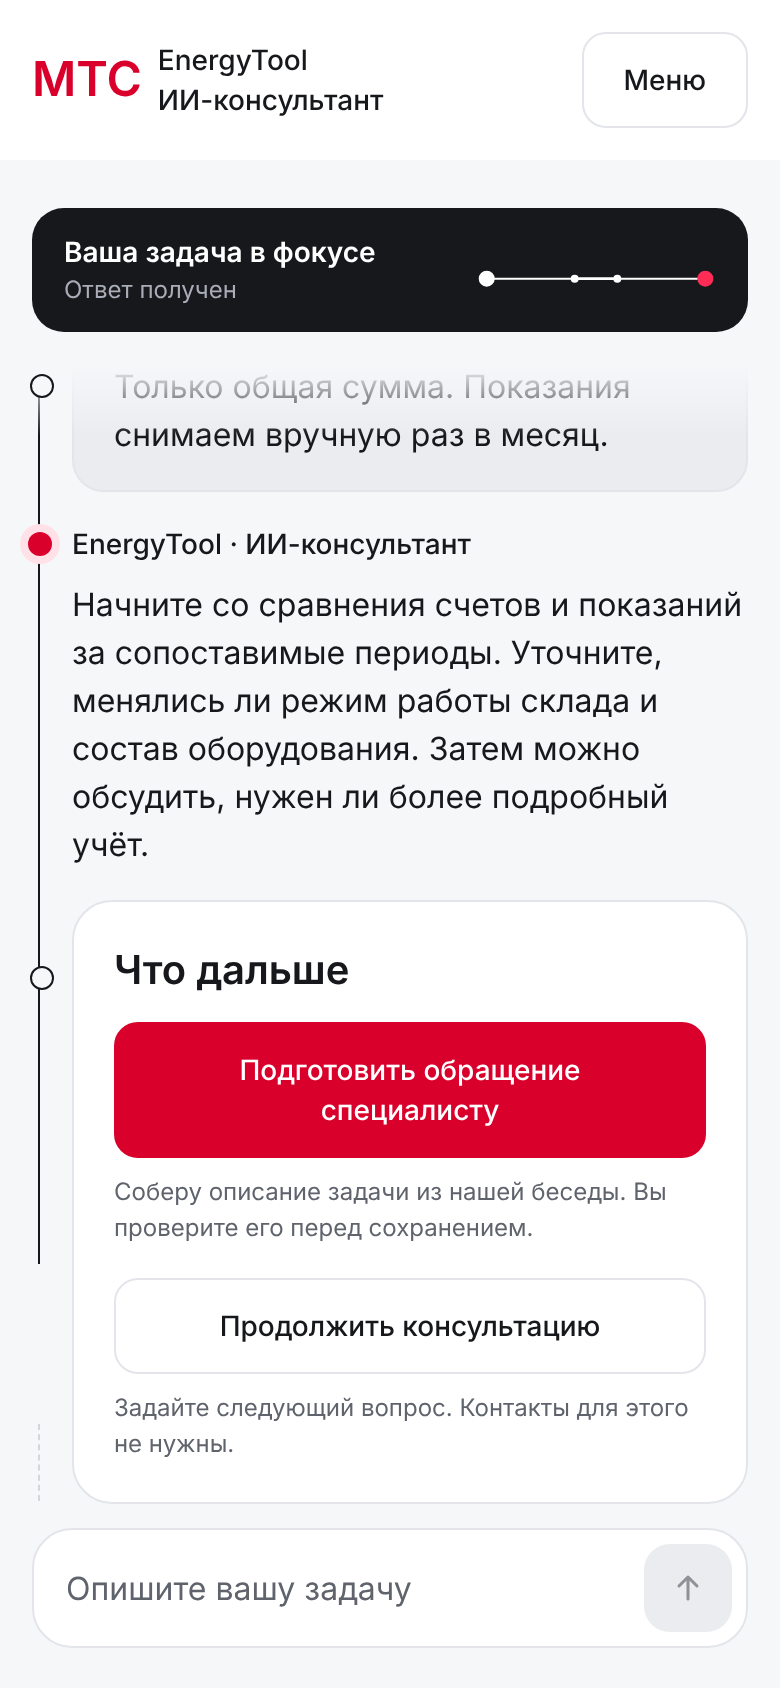 МТС
EnergyTool
ИИ-консультант
Меню
Ваша задача в фокусе
Ответ получен
Только общая сумма. Показания
снимаем вручную раз в месяц.
EnergyTool · ИИ-консультант
Начните со сравнения счетов и показаний
за сопоставимые периоды. Уточните,
менялись ли режим работы склада и
состав оборудования. Затем можно
обсудить, нужен ли более подробный
учёт.
Что дальше
Подготовить обращение
специалисту
Соберу описание задачи из нашей беседы. Вы
проверите его перед сохранением.
Продолжить консультацию
Задайте следующий вопрос. Контакты для этого
не нужны.
Опишите вашу задачу